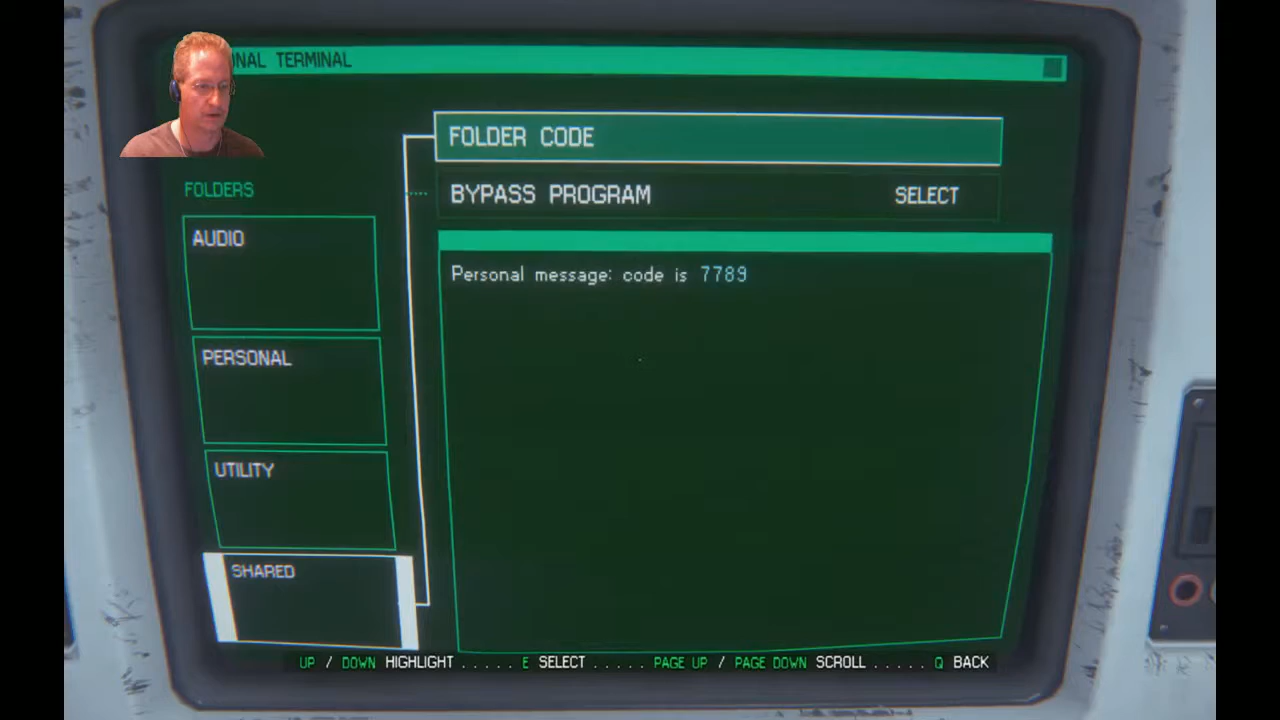 NAL TERMINAL
FOLDER CODE
BYPASS PROGRAM SELECT
FOLDERS
AUDIO
PERSONAL
UTILITY
SHARED
Personal message: code is 7789
UP / DOWN HIGHLIGHT ..... E SELECT ..... PAGE UP / PAGE DOWN SCROLL ..... Q BACK